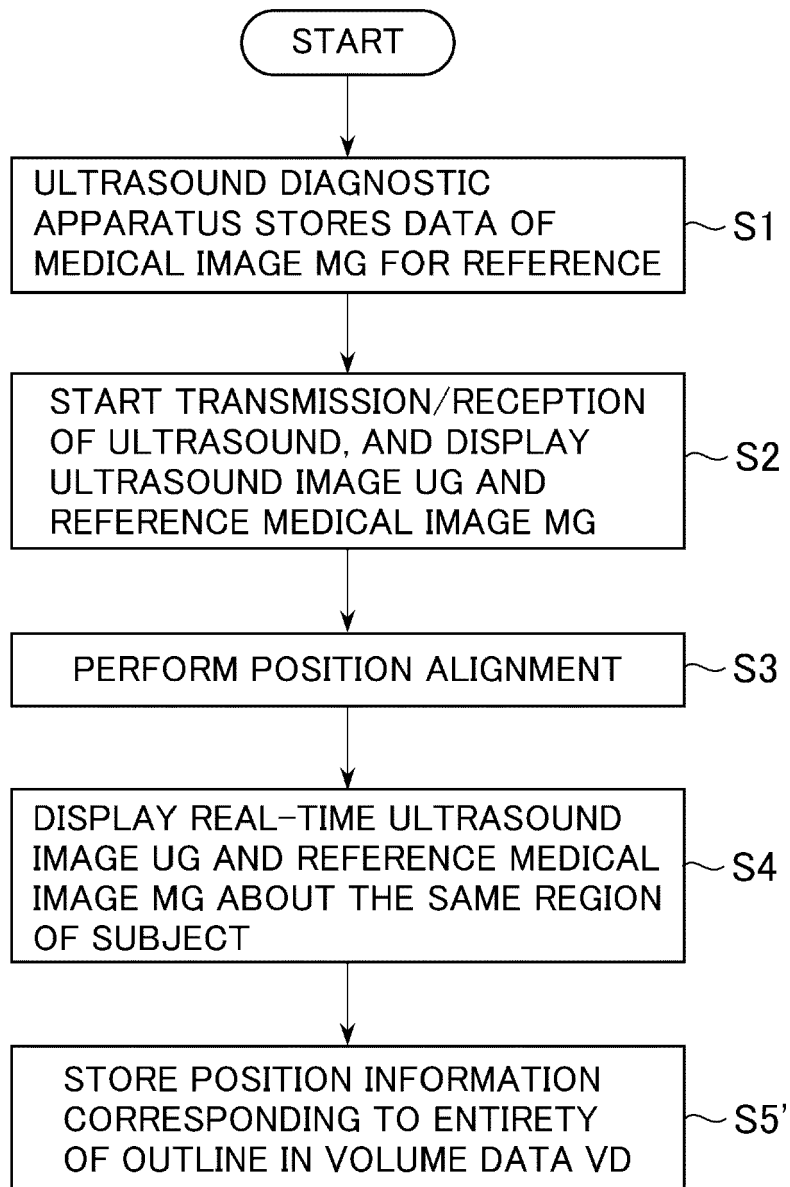 START
ULTRASOUND DIAGNOSTIC
APPARATUS STORES DATA OF
MEDICAL IMAGE MG FOR REFERENCE
S1
START TRANSMISSION/RECEPTION
OF ULTRASOUND, AND DISPLAY
ULTRASOUND IMAGE UG AND
REFERENCE MEDICAL IMAGE MG
S2
PERFORM POSITION ALIGNMENT
S3
DISPLAY REAL-TIME ULTRASOUND
IMAGE UG AND REFERENCE MEDICAL
IMAGE MG ABOUT THE SAME REGION
OF SUBJECT
S4
STORE POSITION INFORMATION
CORRESPONDING TO ENTIRETY
OF OUTLINE IN VOLUME DATA VD
S5'